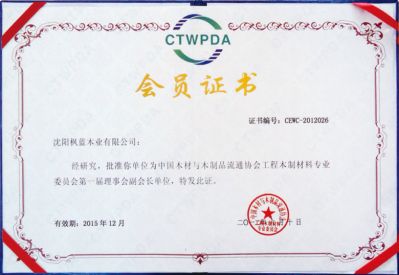 CTWPDA
会员证书
证书编号：CEWC-2012026
沈阳枫蓝木业有限公司：
经研究，批准你单位为中国木材与木制品流通协会工程木制材料专业
委员会第一届理事会副会长单位，特发此证。
有效期：2015年12月